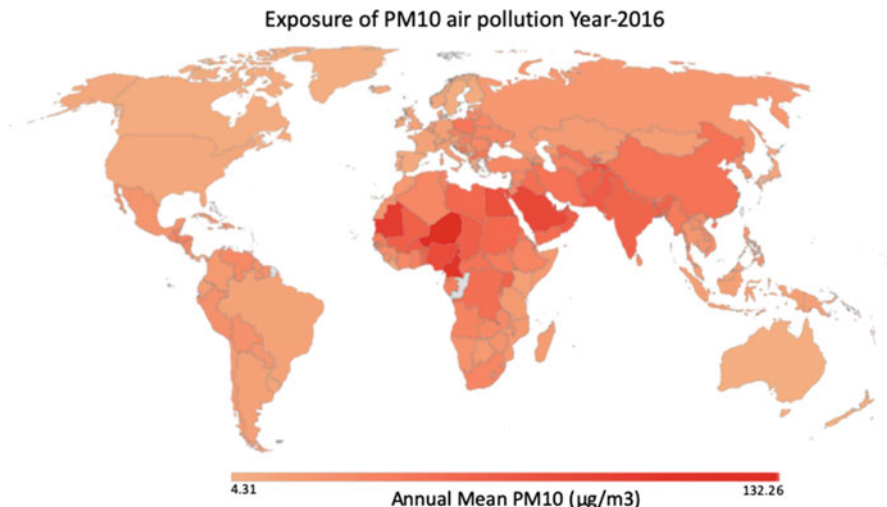 Exposure of PM10 air pollution Year-2016
4.31
132.26
Annual Mean PM10 (µg/m3)